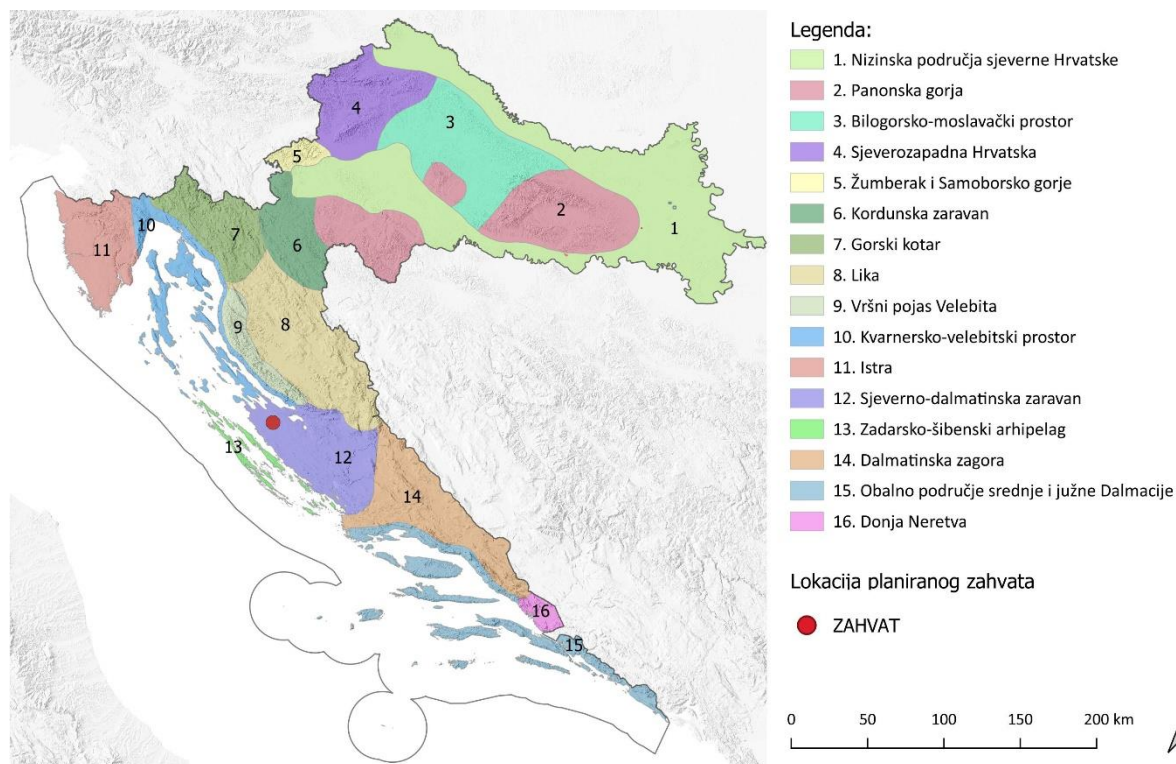 Legenda:
1. Nizinska područja sjeverne Hrvatske
2. Panonska gorja
3. Bilogorsko-moslavački prostor
4. Sjeverozapadna Hrvatska
5. Žumberak i Samoborsko gorje
6. Kordunska zaravan
7. Gorski kotar
8. Lika
9. Vršni pojas Velebita
10. Kvarnersko-velebitski prostor
11. Istra
12. Sjeverno-dalmatinska zaravan
13. Zadarsko-šibenski arhipelag
14. Dalmatinska zagora
15. Obalno područje srednje i južne Dalmacije
16. Donja Neretva
Lokacija planiranog zahvata
ZAHVAT
0 50 100 150 200 km
4
3
5
2
1
10
11
7
6
9
8
13
12
14
16
15